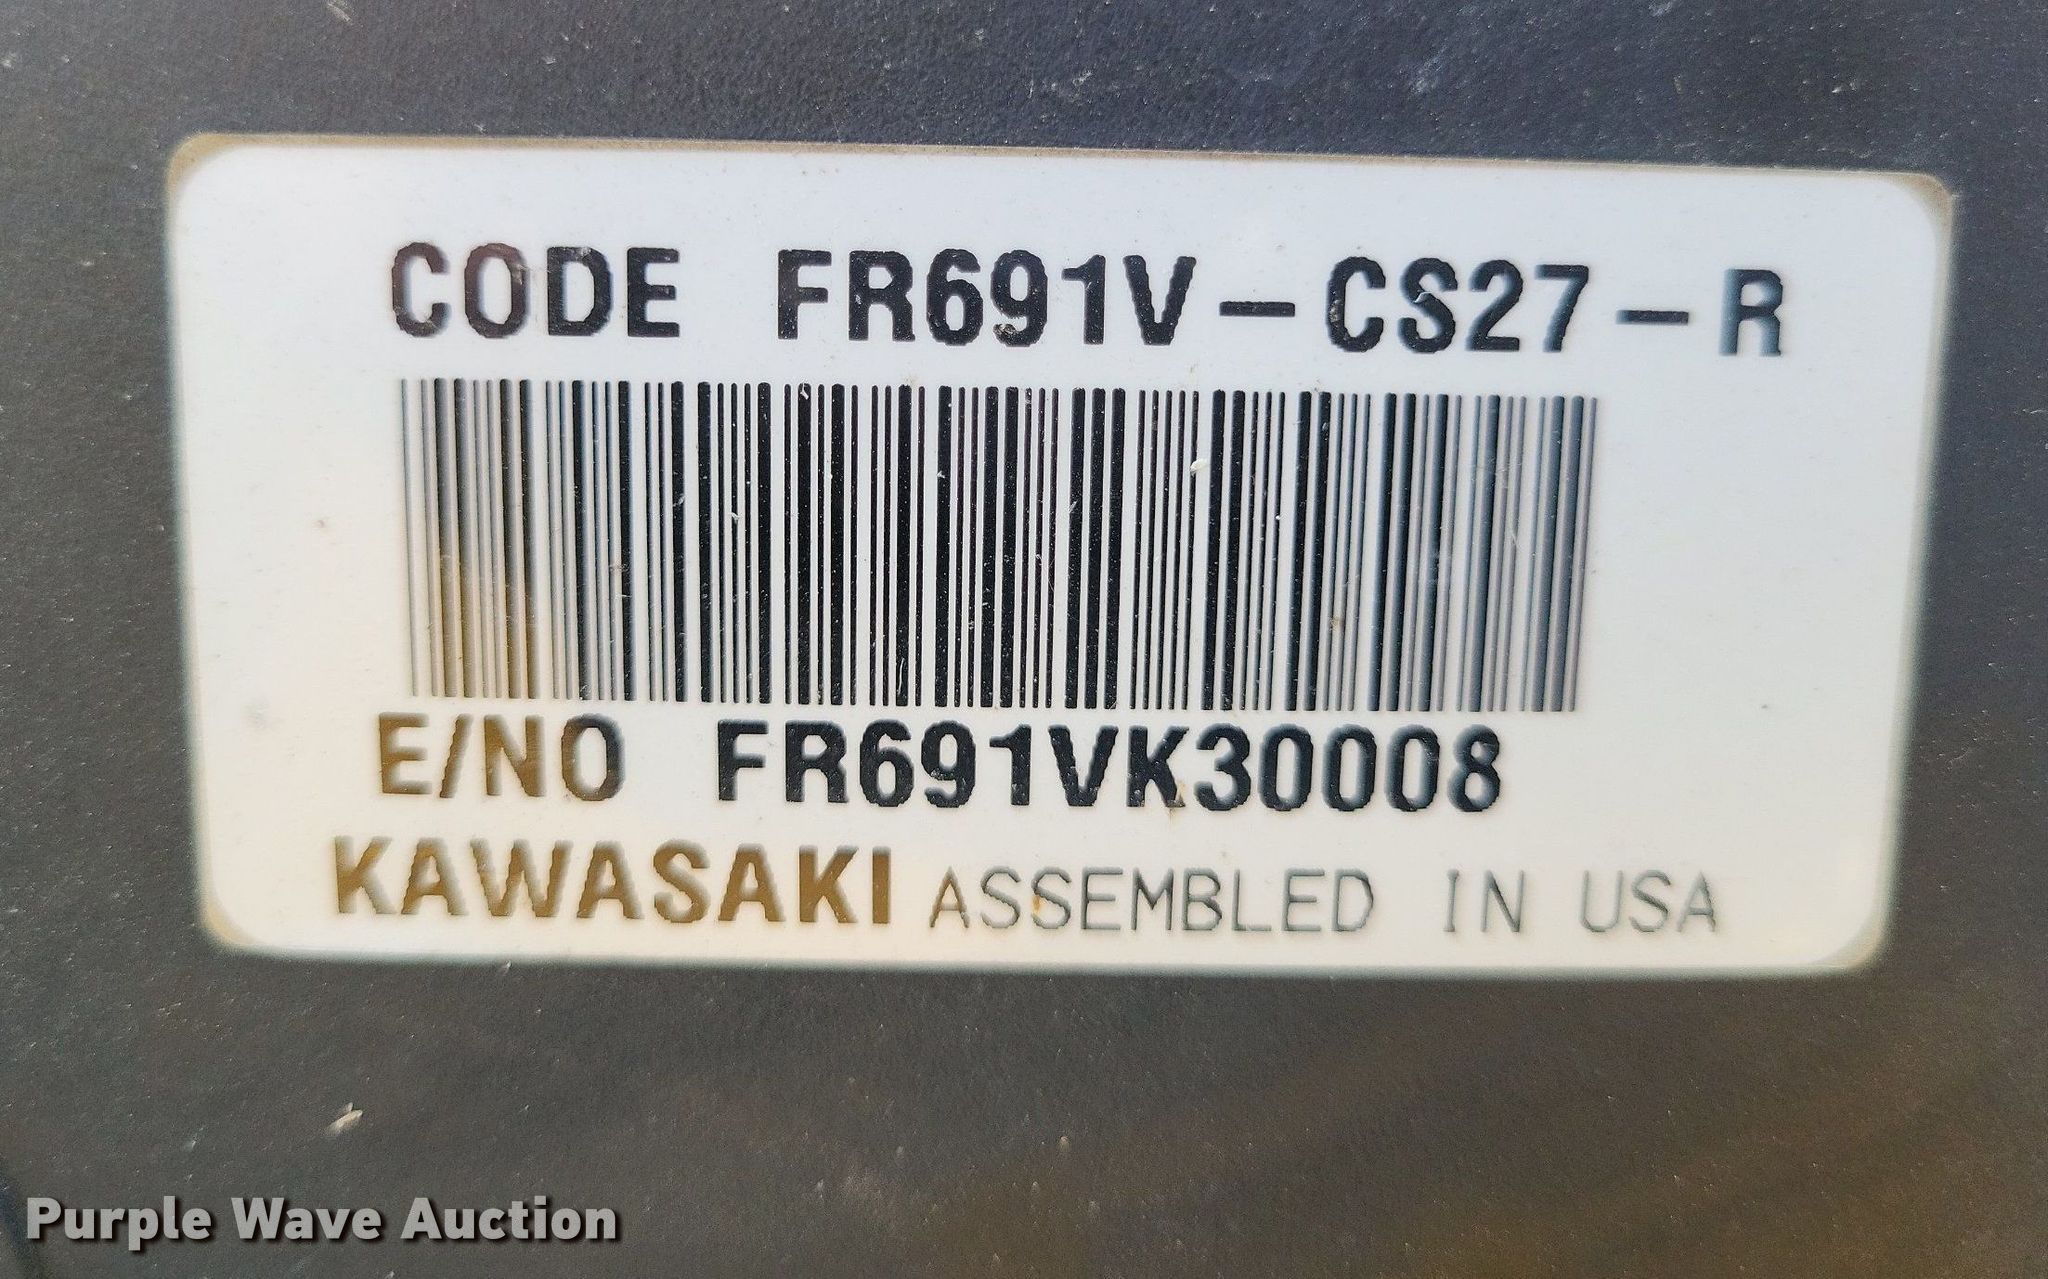 CODE FR691V-CS27-R
E/NO FR691VK30008
KAWASAKI ASSEMBLED IN USA
Purple Wave Auction